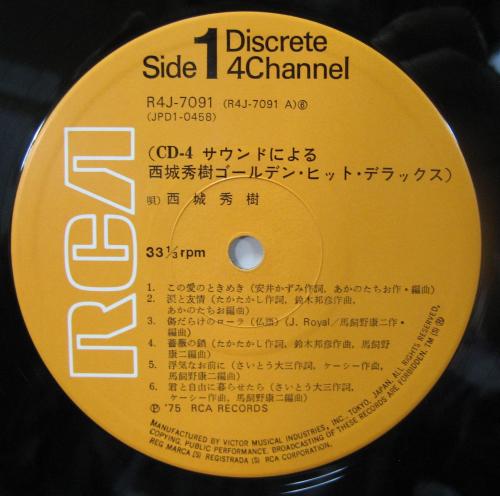 Side 1 Discrete
4Channel
R4J-7091 (R4J-7091 A)⑥
(JPD1-0458)
(CD-4 サウンドによる
西城秀樹ゴールデン・ヒット・デラックス)
唄) 西城秀樹
33⅓rpm
RCA
1. この愛のときめき (安井かずみ作詞、あかのたちお作・編曲)
2. 涙と友情 (たかたかし作詞、鈴木邦彦作曲、
あかのたちお編曲)
3. 傷だらけのローラ (仏語) (J. Royal/馬飼野康二作・
編曲)
4. 薔薇の鎖 (たかたかし作詞、鈴木邦彦作曲、馬飼野
康二編曲)
5. 浮気なお前に (さいとう大三作詞、ケーシー作曲、
馬飼野康二編曲)
6. 君と自由に暮らせたら (さいとう大三作詞、
ケーシー作曲、馬飼野康二編曲)
Ⓟ '75 RCA RECORDS
MANUFACTURED BY VICTOR MUSICAL INDUSTRIES, INC. TOKYO, JAPAN. ALL RIGHTS RESERVED.
COPYING, PUBLIC PERFORMANCE, BROADCASTING OF THESE RECORDS ARE FORBIDDEN. TM(S) ®
REG. MARCA(S) REGISTRADA(S) RCA CORPORATION.